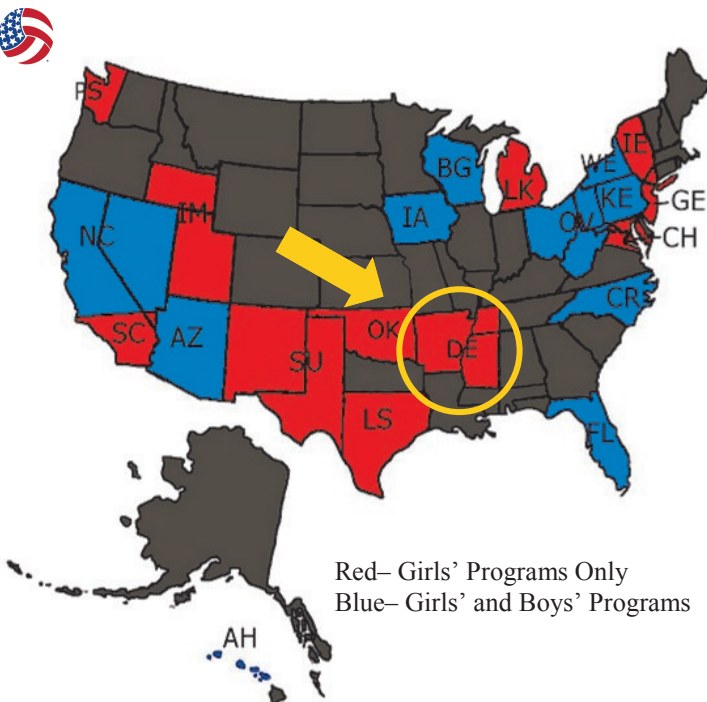 PS
IE
WE
BG
LK
KE
GE
IM
IA
OV
CH
NC
CR
SC
AZ
OK
DE
SU
LS
FL
Red– Girls’ Programs Only
Blue– Girls’ and Boys’ Programs
AH